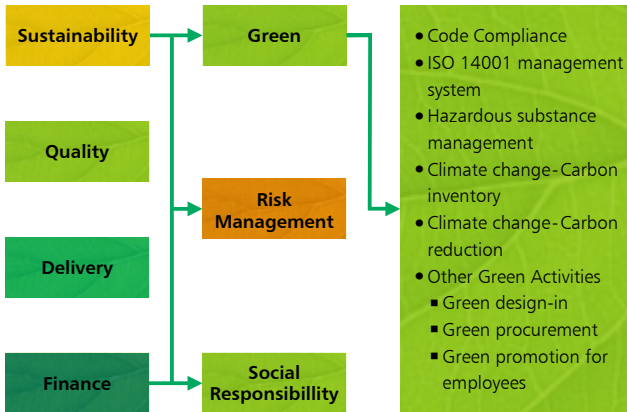 Sustainability
Quality
Delivery
Finance
Green
Risk
Management
Social
Responsibillity
• Code Compliance
• ISO 14001 management
system
• Hazardous substance
management
• Climate change-Carbon
inventory
• Climate change-Carbon
reduction
• Other Green Activities
▪ Green design-in
▪ Green procurement
▪ Green promotion for
employees